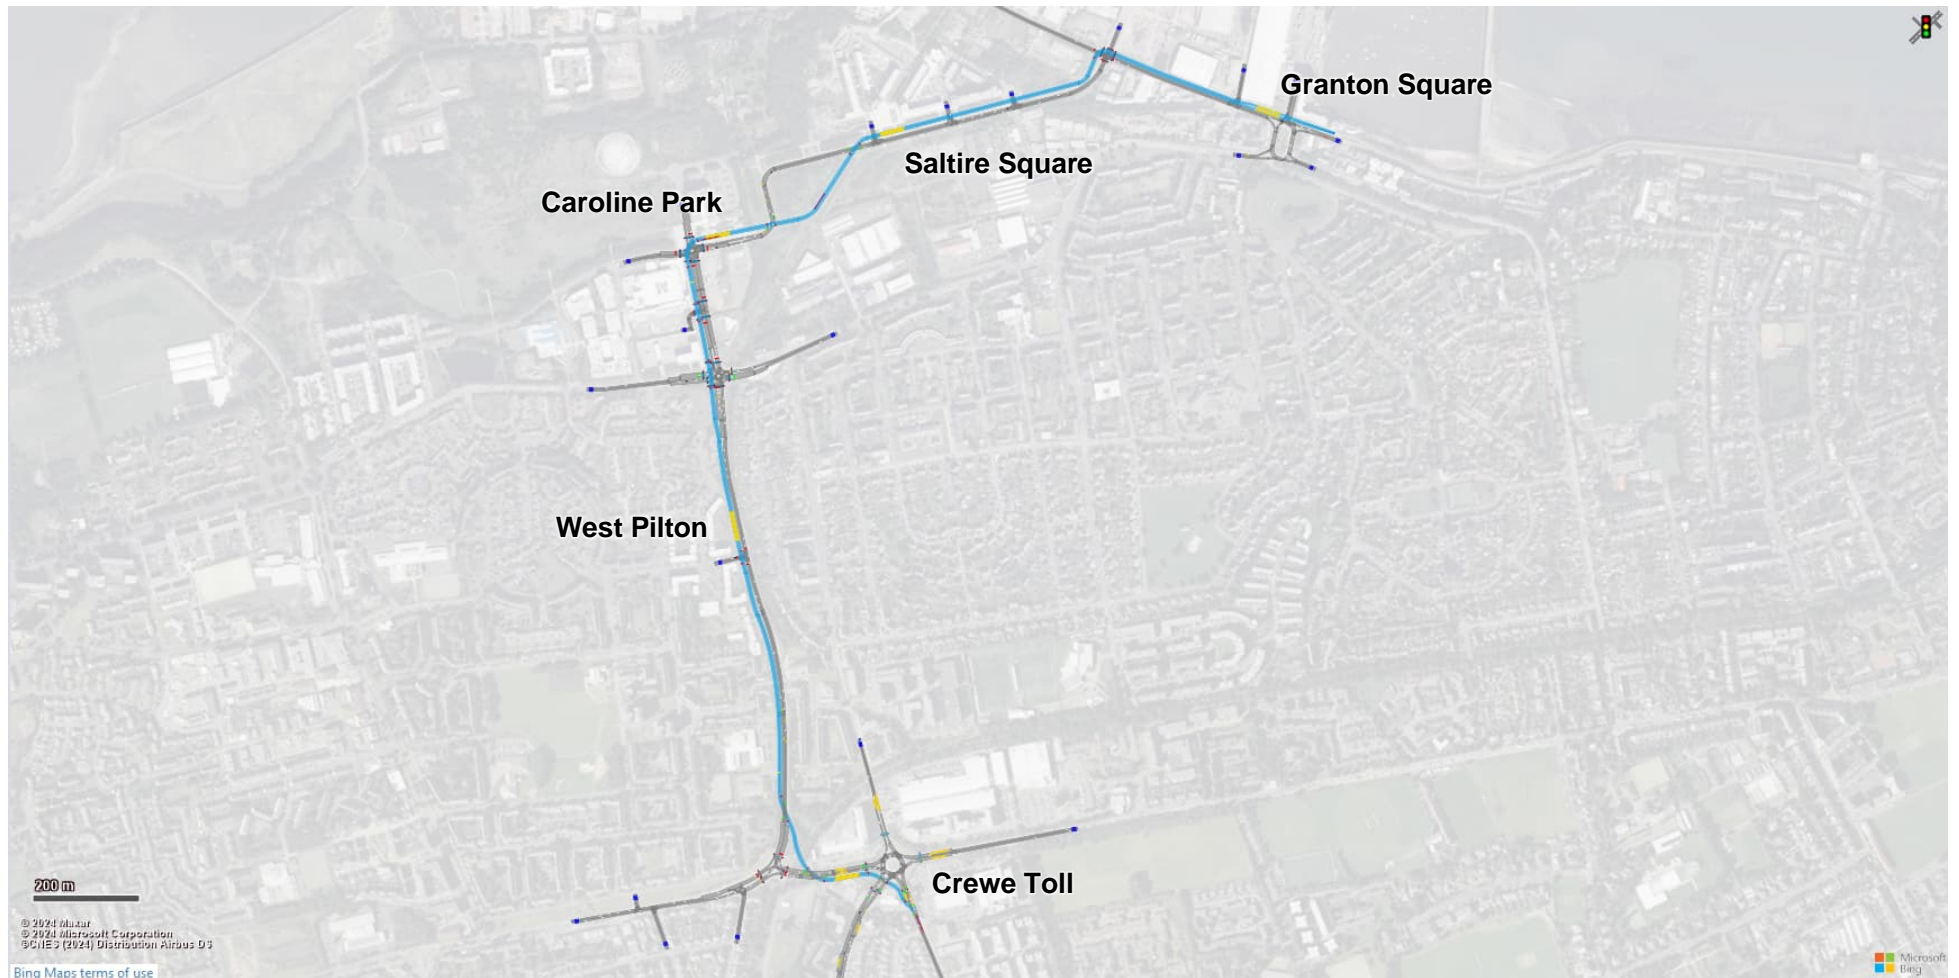 Granton Square
Saltire Square
Caroline Park
West Pilton
Crewe Toll
200 m
© 2024 Maxar
© 2024 Microsoft Corporation
©CNES (2024) Distribution Airbus DS
Bing Maps terms of use
Microsoft
Bing